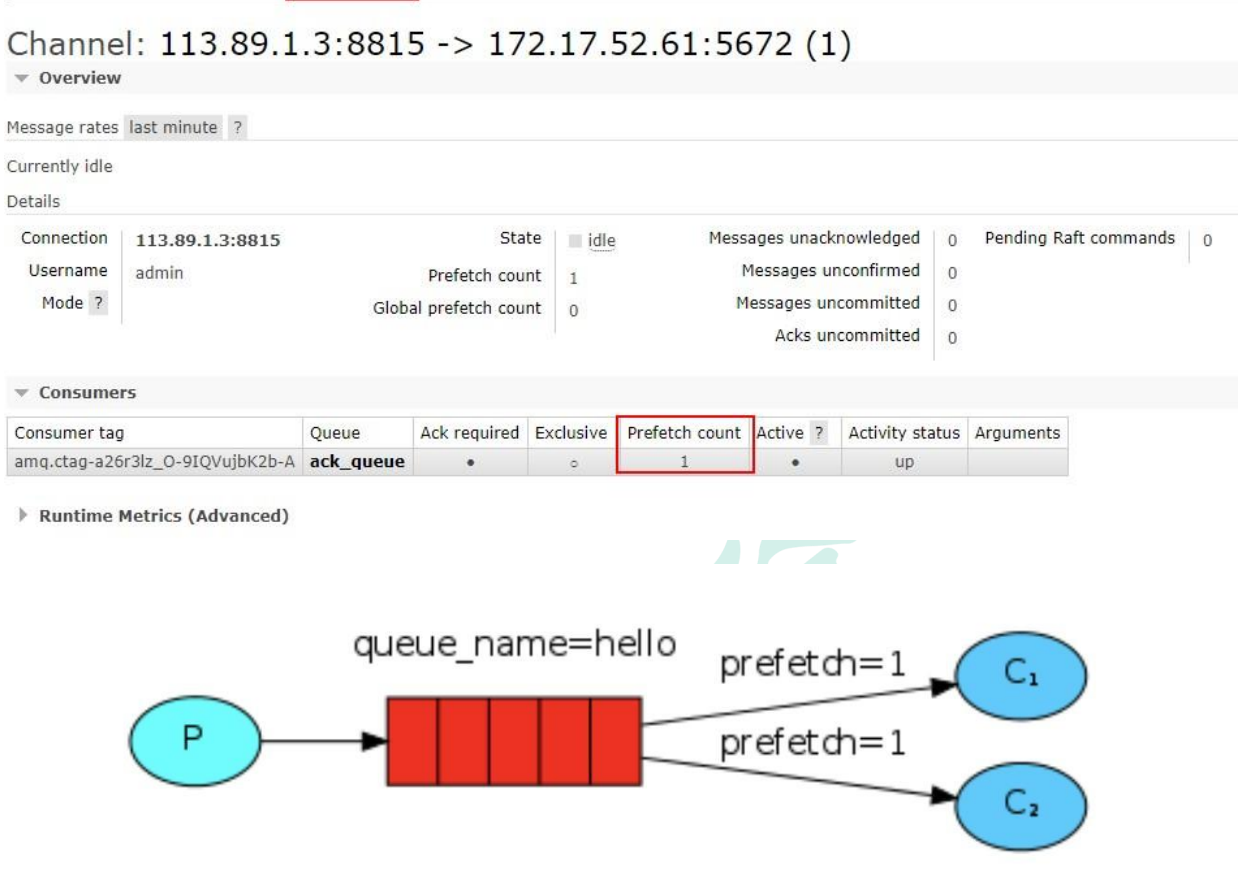 Channel: 113.89.1.3:8815 -> 172.17.52.61:5672 (1)
Overview
Message rates last minute ?
Currently idle
Details
Connection 113.89.1.3:8815 State idle Messages unacknowledged 0 Pending Raft commands 0
Username admin Prefetch count 1 Messages unconfirmed 0
Mode ? Global prefetch count 0 Messages uncommitted 0
Acks uncommitted 0
Consumers
Consumer tag Queue Ack required Exclusive Prefetch count Active ? Activity status Arguments
amq.ctag-a26r3lz_O-9IQVujbK2b-A ack_queue ● ○ 1 ● up
Runtime Metrics (Advanced)
queue_name=hello
prefetch=1
C₁
P
prefetch=1
C₂